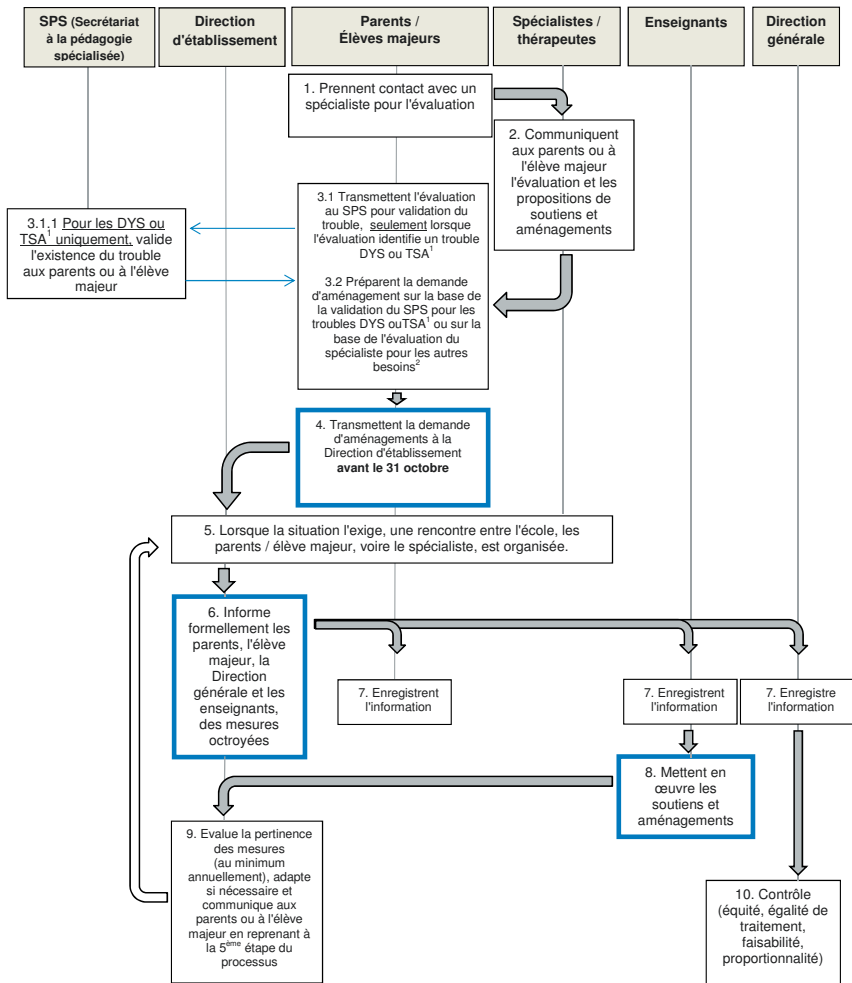 SPS (Secrétariat
à la pédagogie
spécialisée)
Direction
d'établissement
Parents /
Élèves majeurs
Spécialistes /
thérapeutes
Enseignants
Direction
générale
1. Prennent contact avec un
spécialiste pour l'évaluation
2. Communiquent
aux parents ou à
l'élève majeur
l'évaluation et les
propositions de
soutiens et
aménagements
3.1 Transmettent l'évaluation
au SPS pour validation du
trouble, seulement lorsque
l'évaluation identifie un trouble
DYS ou TSA¹
3.1.1 Pour les DYS ou
TSA¹ uniquement, valide
l'existence du trouble
aux parents ou à l'élève
majeur
3.2 Préparent la demande
d'aménagement sur la base de
la validation du SPS pour les
troubles DYS ouTSA¹ ou sur la
base de l'évaluation du
spécialiste pour les autres
besoins²
4. Transmettent la demande
d'aménagements à la
Direction d'établissement
avant le 31 octobre
5. Lorsque la situation l'exige, une rencontre entre l'école, les
parents / élève majeur, voire le spécialiste, est organisée.
6. Informe
formellement les
parents, l'élève
majeur, la
Direction
générale et les
enseignants,
des mesures
octroyées
7. Enregistrent
l'information
7. Enregistrent
l'information
7. Enregistre
l'information
8. Mettent en
œuvre les
soutiens et
aménagements
9. Evalue la pertinence
des mesures
(au minimum
annuellement), adapte
si nécessaire et
communique aux
parents ou à l'élève
majeur en reprenant à
la 5ème étape du
processus
10. Contrôle
(équité, égalité de
traitement,
faisabilité,
proportionnalité)